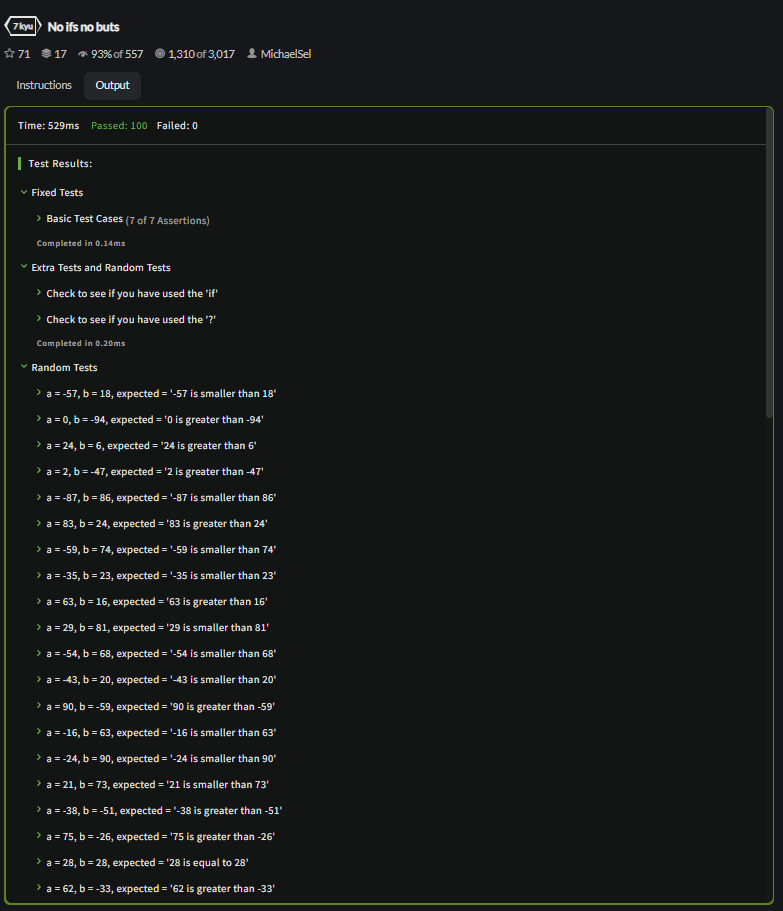 7 kyu No ifs no buts
71 17 93% of 557 1,310 of 3,017 MichaelSel
Instructions Output
Time: 529ms Passed: 100 Failed: 0
Test Results:
Fixed Tests
Basic Test Cases (7 of 7 Assertions)
Completed in 0.14ms
Extra Tests and Random Tests
Check to see if you have used the 'if'
Check to see if you have used the '?'
Completed in 0.20ms
Random Tests
a = -57, b = 18, expected = '-57 is smaller than 18'
a = 0, b = -94, expected = '0 is greater than -94'
a = 24, b = 6, expected = '24 is greater than 6'
a = 2, b = -47, expected = '2 is greater than -47'
a = -87, b = 86, expected = '-87 is smaller than 86'
a = 83, b = 24, expected = '83 is greater than 24'
a = -59, b = 74, expected = '-59 is smaller than 74'
a = -35, b = 23, expected = '-35 is smaller than 23'
a = 63, b = 16, expected = '63 is greater than 16'
a = 29, b = 81, expected = '29 is smaller than 81'
a = -54, b = 68, expected = '-54 is smaller than 68'
a = -43, b = 20, expected = '-43 is smaller than 20'
a = 90, b = -59, expected = '90 is greater than -59'
a = -16, b = 63, expected = '-16 is smaller than 63'
a = -24, b = 90, expected = '-24 is smaller than 90'
a = 21, b = 73, expected = '21 is smaller than 73'
a = -38, b = -51, expected = '-38 is greater than -51'
a = 75, b = -26, expected = '75 is greater than -26'
a = 28, b = 28, expected = '28 is equal to 28'
a = 62, b = -33, expected = '62 is greater than -33'